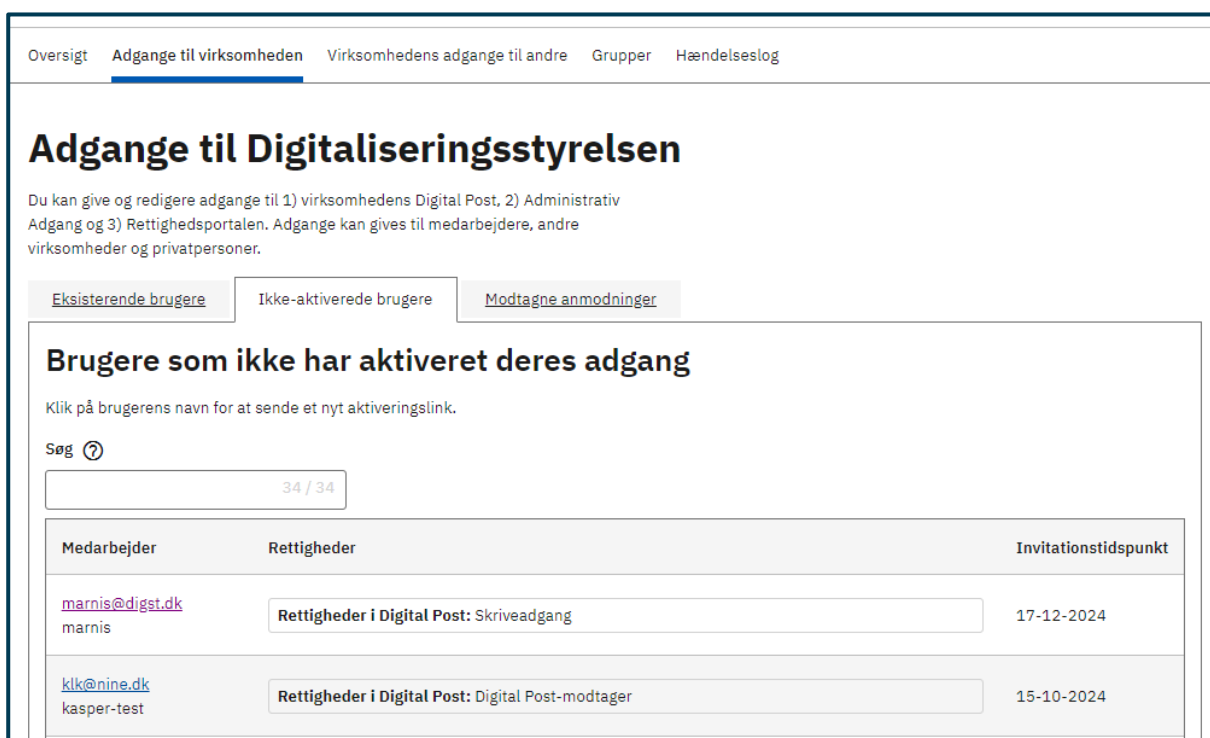 Oversigt Adgange til virksomheden Virksomhedens adgange til andre Grupper Hændelseslog
Adgange til Digitaliseringsstyrelsen
Du kan give og redigere adgange til 1) virksomhedens Digital Post, 2) Administrativ
Adgang og 3) Rettighedsportalen. Adgange kan gives til medarbejdere, andre
virksomheder og privatpersoner.
Eksisterende brugere Ikke-aktiverede brugere Modtagne anmodninger
Brugere som ikke har aktiveret deres adgang
Klik på brugerens navn for at sende et nyt aktiveringslink.
Søg ?
34 / 34
Medarbejder Rettigheder Invitationstidspunkt
marnis@digst.dk
marnis
Rettigheder i Digital Post: Skriveadgang
17-12-2024
klk@nine.dk
kasper-test
Rettigheder i Digital Post: Digital Post-modtager
15-10-2024